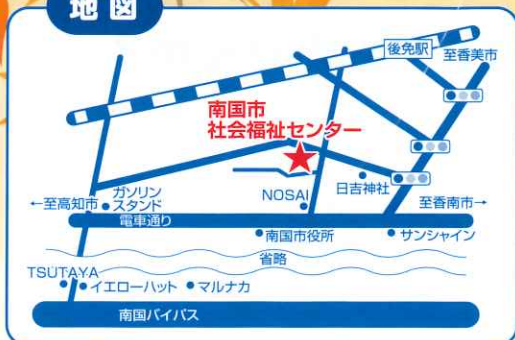 地図
後免駅
至香美市
南国市
社会福祉センター
ガソリン
スタンド
←至高知市
NOSAI
日吉神社
至香南市→
電車通り
南国市役所
サンシャイン
省略
TSUTAYA
イエローハット
マルナカ
南国バイパス